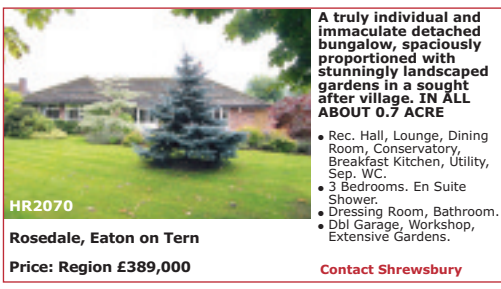 A truly individual and
immaculate detached
bungalow, spaciously
proportioned with
stunningly landscaped
gardens in a sought
after village. IN ALL
ABOUT 0.7 ACRE
• Rec. Hall, Lounge, Dining
Room, Conservatory,
Breakfast Kitchen, Utility,
Sep. WC.
• 3 Bedrooms. En Suite
Shower.
• Dressing Room, Bathroom.
• Dbl Garage, Workshop,
Extensive Gardens.
HR2070
Rosedale, Eaton on Tern
Price: Region £389,000
Contact Shrewsbury